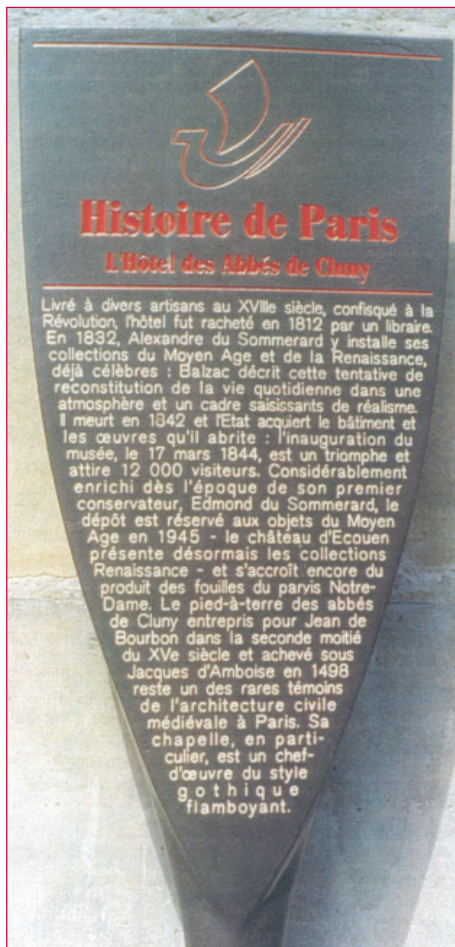 Histoire de Paris
L'Hôtel des Abbés de Cluny
Livré à divers artisans au XVIIIe siècle, confisqué à la
Révolution, l'hôtel fut racheté en 1812 par un libraire.
En 1832, Alexandre du Sommerard y installe ses
collections du Moyen Age et de la Renaissance,
déjà célèbres : Balzac décrit cette tentative de
reconstitution de la vie quotidienne dans une
atmosphère et un cadre saisissants de réalisme.
Il meurt en 1842 et l'Etat acquiert le bâtiment et
les œuvres qu'il abrite : l'inauguration du
musée, le 17 mars 1844, est un triomphe et
attire 12 000 visiteurs. Considérablement
enrichi dès l'époque de son premier
conservateur, Edmond du Sommerard, le
dépôt est réservé aux objets du Moyen
Age en 1945 - le château d'Ecouen
présente désormais les collections
Renaissance - et s'accroît encore du
produit des fouilles du parvis Notre-
Dame. Le pied-à-terre des abbés
de Cluny entrepris pour Jean de
Bourbon dans la seconde moitié
du XVe siècle et achevé sous
Jacques d'Amboise en 1498
reste un des rares témoins
de l'architecture civile
médiévale à Paris. Sa
chapelle, en parti-
culier, est un chef-
d'œuvre du style
gothique
flamboyant.